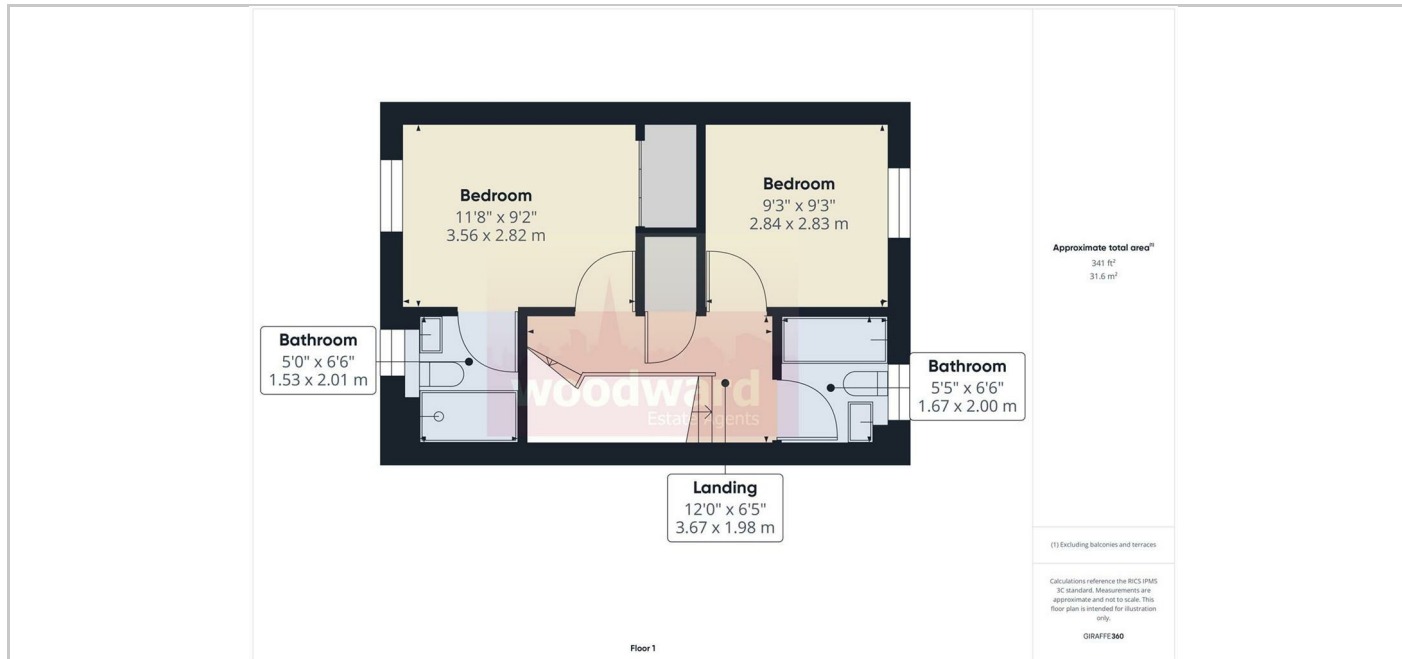 Bedroom
11'8" x 9'2"
3.56 x 2.82 m
Bedroom
9'3" x 9'3"
2.84 x 2.83 m
Bathroom
5'0" x 6'6"
1.53 x 2.01 m
woodward
Estate Agents
Bathroom
5'5" x 6'6"
1.67 x 2.00 m
Landing
12'0" x 6'5"
3.67 x 1.98 m
Floor 1
Approximate total area(1)
341 ft²
31.6 m²
(1) Excluding balconies and terraces
Calculations reference the RICS IPMS
3C standard. Measurements are
approximate and not to scale. This
floor plan is intended for illustration
only.
GIRAFFE360